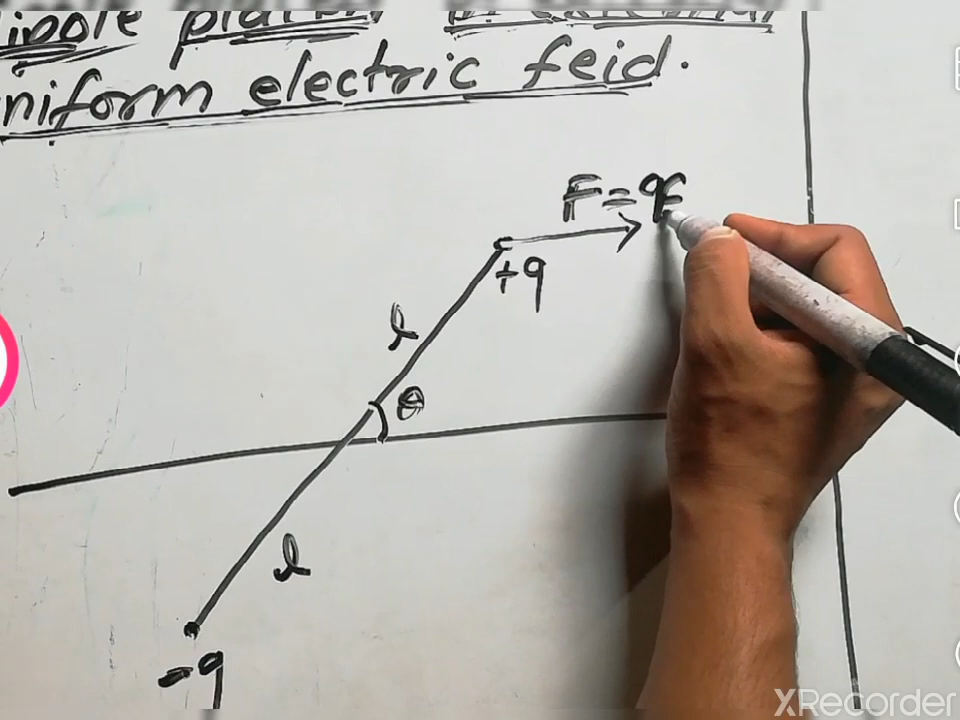 uniform electric feid.
F=qE
+q
l
θ
l
-q
XRecorder